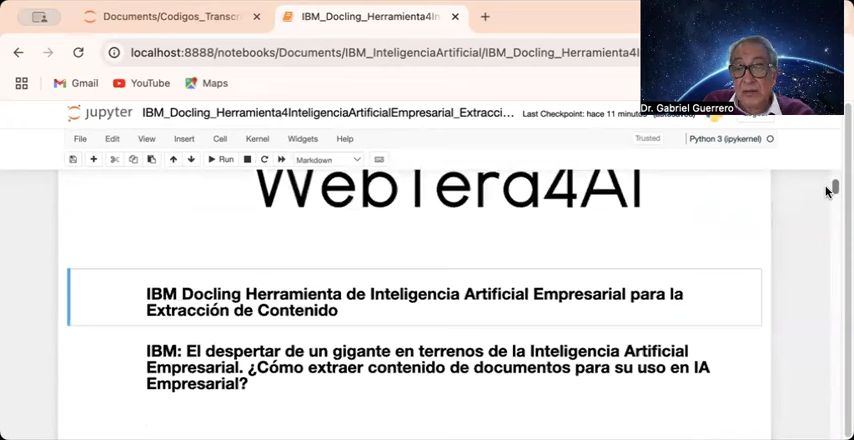 Documents/Codigos_Transcri
IBM_Docling_Herramienta4In
localhost:8888/notebooks/Documents/IBM_InteligenciaArtificial/IBM_Docling_Herramienta4I
Gmail
YouTube
Maps
Dr. Gabriel Guerrero
jupyter
IBM_Docling_Herramienta4InteligenciaArtificialEmpresarial_Extracci...
Last Checkpoint: hace 11 minutos
File Edit View Insert Cell Kernel Widgets Help
Trusted
Python 3 (ipykernel)
Run
Markdown
WebTera4AI
IBM Docling Herramienta de Inteligencia Artificial Empresarial para la
Extracción de Contenido
IBM: El despertar de un gigante en terrenos de la Inteligencia Artificial
Empresarial. ¿Cómo extraer contenido de documentos para su uso en IA
Empresarial?